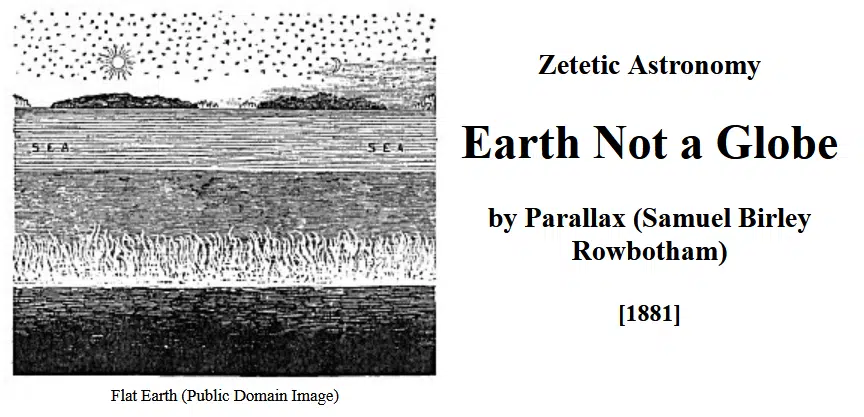 SEA
SEA
Flat Earth (Public Domain Image)
Zetetic Astronomy
Earth Not a Globe
by Parallax (Samuel Birley
Rowbotham)
[1881]